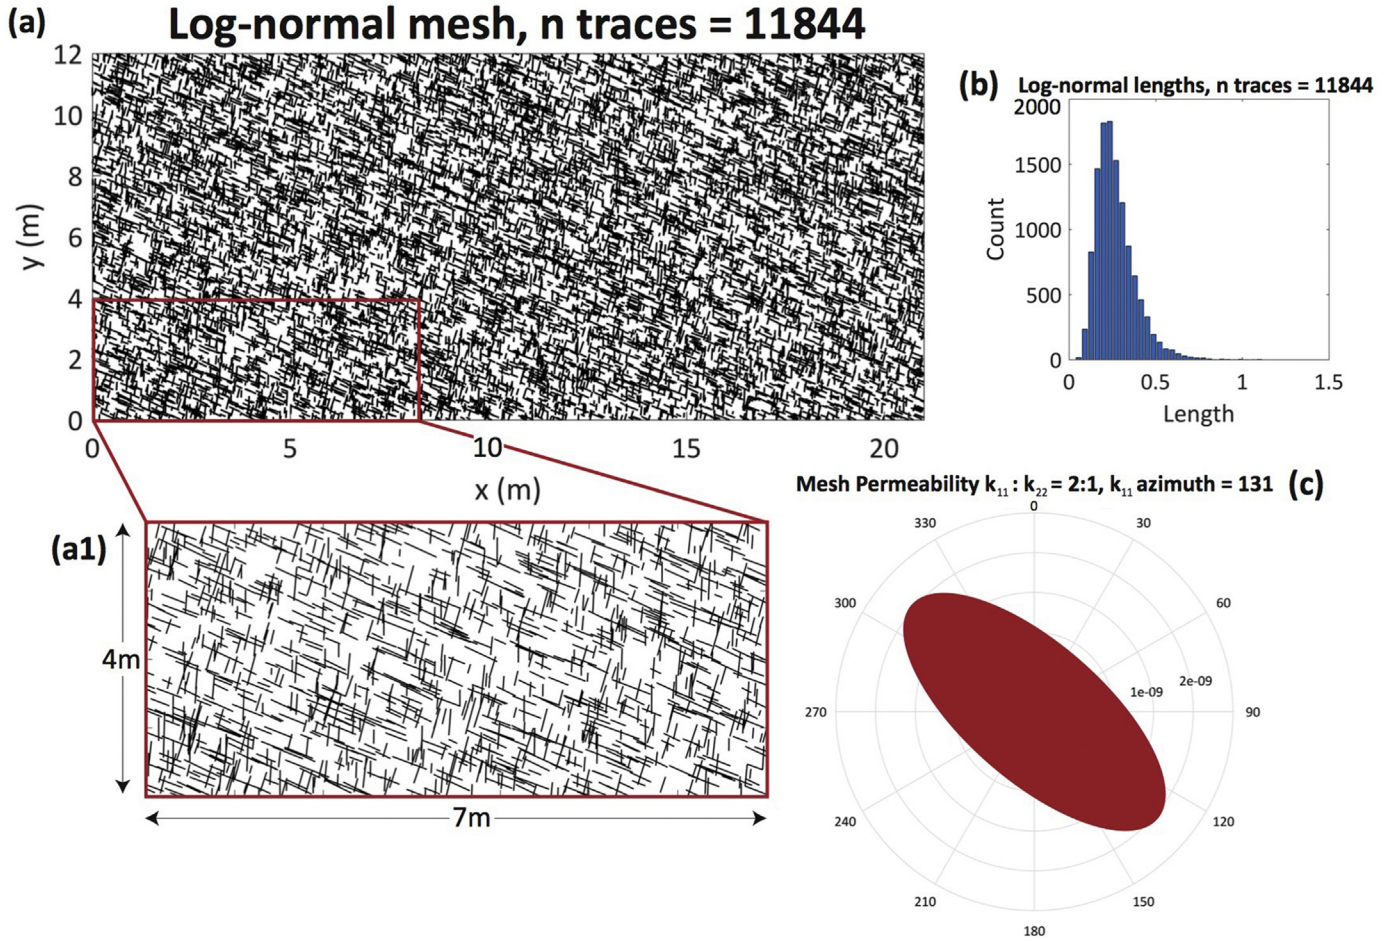 (a)
Log-normal mesh, n traces = 11844
12
10
8
6
4
2
0
y (m)
0
5
10
15
20
x (m)
(b)
Log-normal lengths, n traces = 11844
2000
1500
1000
500
0
Count
0
0.5
1
1.5
Length
(a1)
4m
7m
Mesh Permeability k11 : k22 = 2:1, k11 azimuth = 131
(c)
0
30
60
90
120
150
180
210
240
270
300
330
1e-09
2e-09